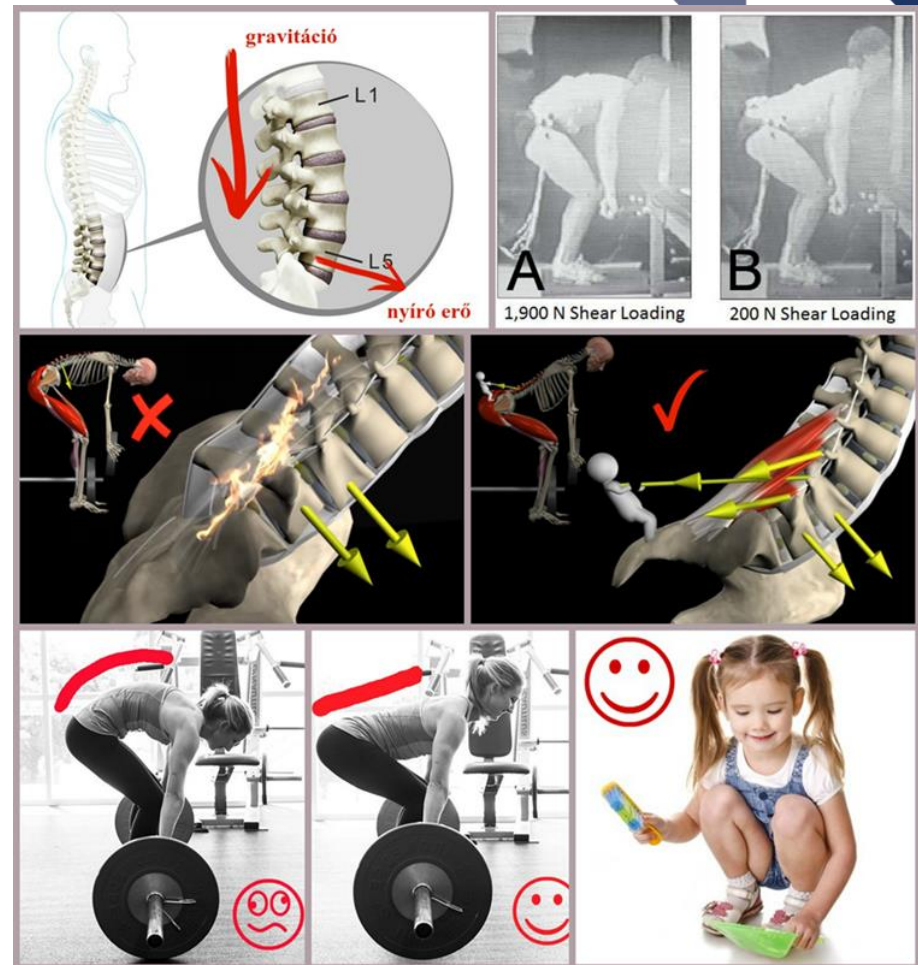 gravitáció
L1
L5
nyíró erő
A
1,900 N Shear Loading
B
200 N Shear Loading